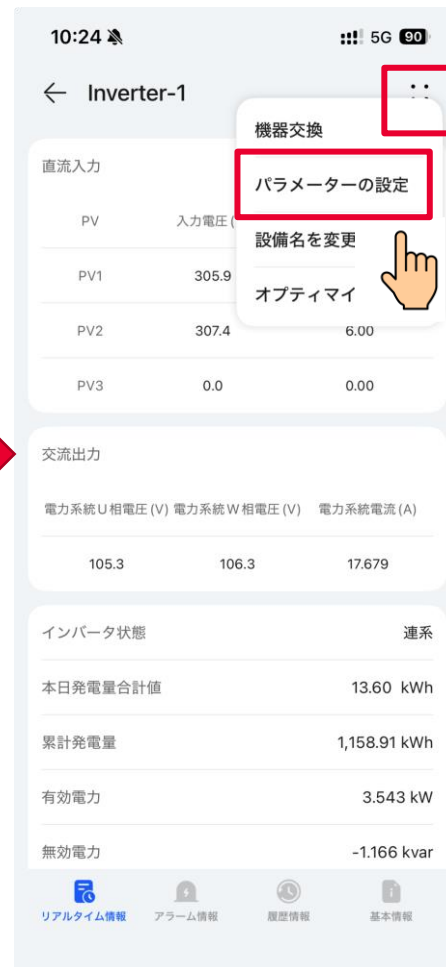 10:24 5G 90
Inverter-1
機器交換
パラメーターの設定
設備名を変更
オプティマイ
直流入力
PV 入力電圧(
PV1 305.9
PV2 307.4 6.00
PV3 0.0 0.00
交流出力
電力系統U相電圧(V) 電力系統W相電圧(V) 電力系統電流(A)
105.3 106.3 17.679
インバータ状態 連系
本日発電量合計値 13.60 kWh
累計発電量 1,158.91 kWh
有効電力 3.543 kW
無効電力 -1.166 kvar
リアルタイム情報 アラーム情報 履歴情報 基本情報